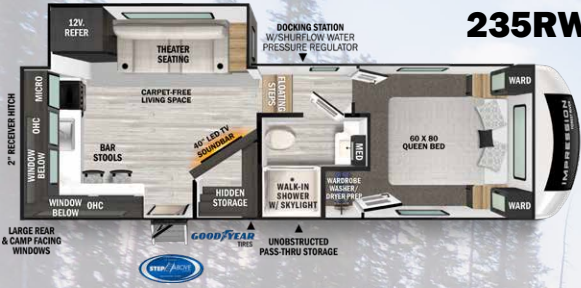 235RW
12V.
REFER
THEATER
SEATING
DOCKING STATION
W/SHURFLOW WATER
PRESSURE REGULATOR
2" RECEIVER HITCH
MICRO
OHC
WINDOW
BELOW
CARPET-FREE
LIVING SPACE
FLOATING
STEPS
WARD
BAR
STOOLS
40" LED TV
SOUNDBAR
MED
60 X 80
QUEEN BED
IMPRESSION
HIDDEN
STORAGE
WALK-IN
SHOWER
W/ SKYLIGHT
WARDROBE
WASHER/
DRYER PREP
WARD
WINDOW
BELOW
OHC
LARGE REAR
& CAMP FACING
WINDOWS
GOODYEAR
TIRES
UNOBSTRUCTED
PASS-THRU STORAGE
STEP ABOVE